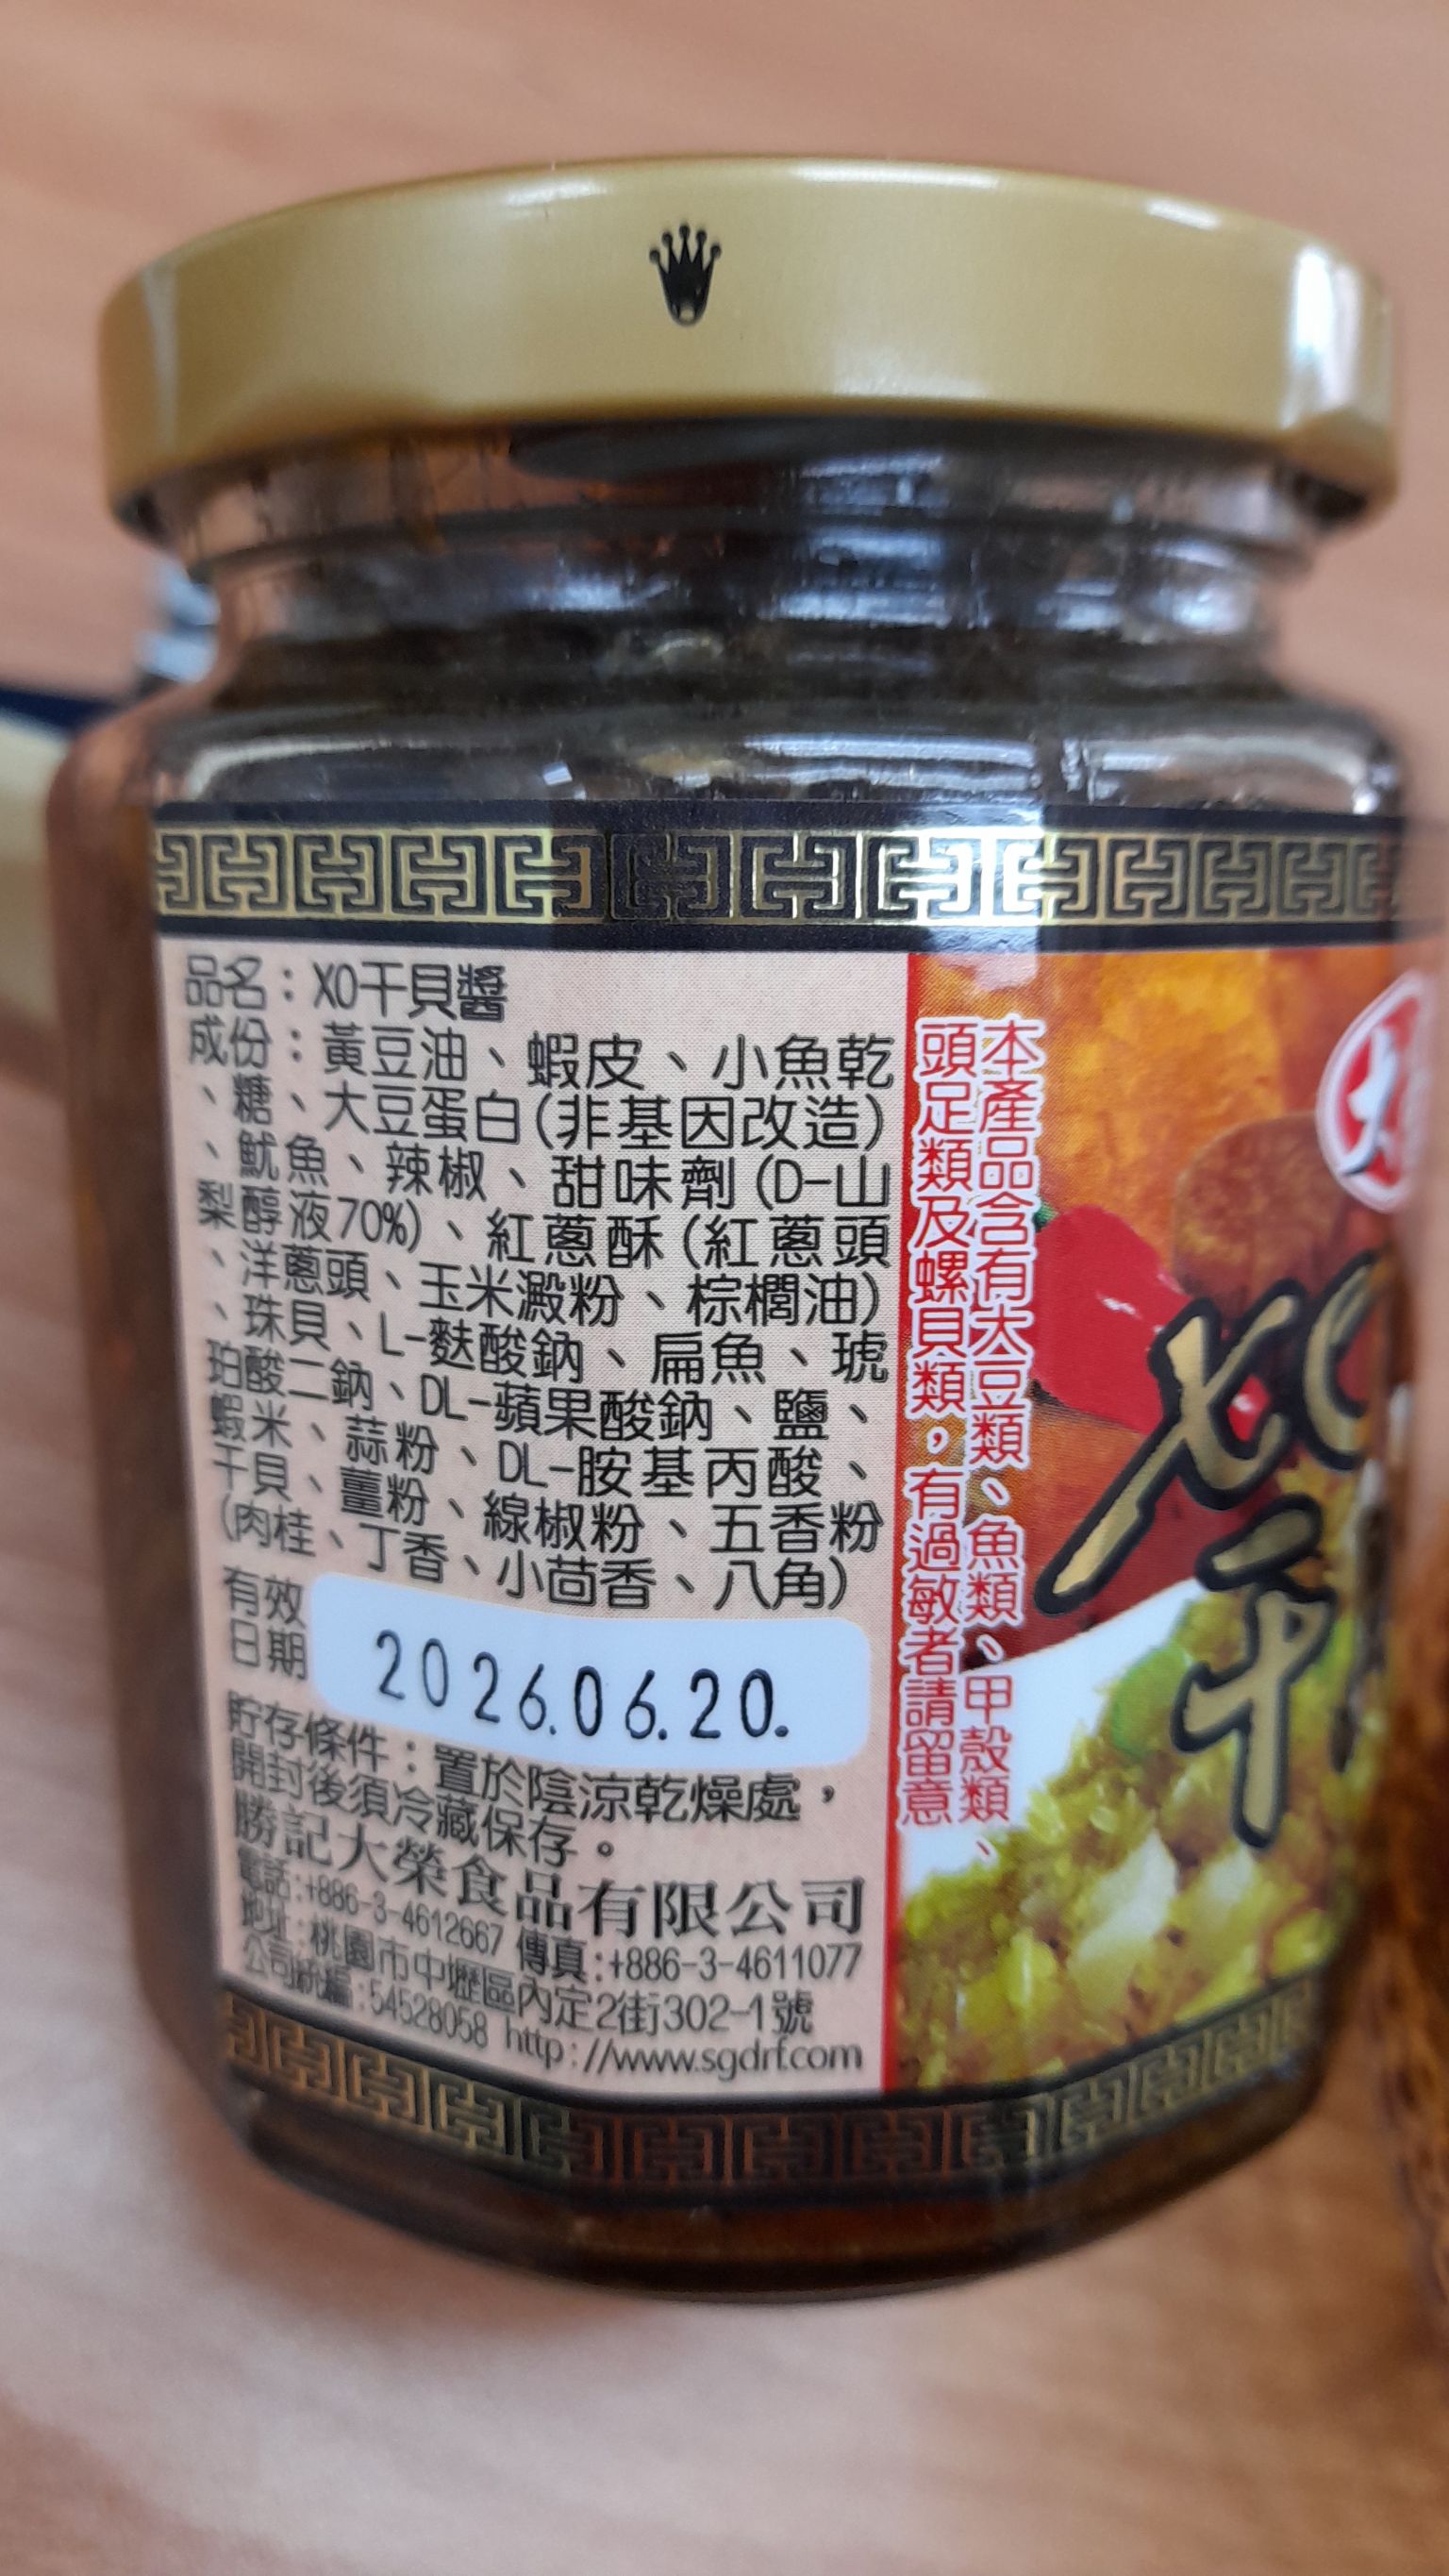 品名：XO干貝醬
成份：黃豆油、蝦皮、小魚乾
、糖、大豆蛋白(非基因改造)
、魷魚、辣椒、甜味劑(D-山
梨醇液70%)、紅蔥酥(紅蔥頭
、洋蔥頭、玉米澱粉、棕櫚油)
、珠貝、L-麩酸鈉、扁魚、琥
珀酸二鈉、DL-蘋果酸鈉、鹽、
蝦米、蒜粉、DL-胺基丙酸、
干貝、薑粉、線椒粉、五香粉
(肉桂、丁香、小茴香、八角)
有效
日期
2026.06.20.
貯存條件：置於陰涼乾燥處，
開封後須冷藏保存。
勝記大榮食品有限公司
電話:+886-3-4612667 傳真:+886-3-4611077
地址:桃園市中壢區內定2街302-1號
公司統編:54528058 http://www.sgdrf.com
本產品含有大豆類、魚類、甲殼類、
頭足類及螺貝類，有過敏者請留意
XO
干